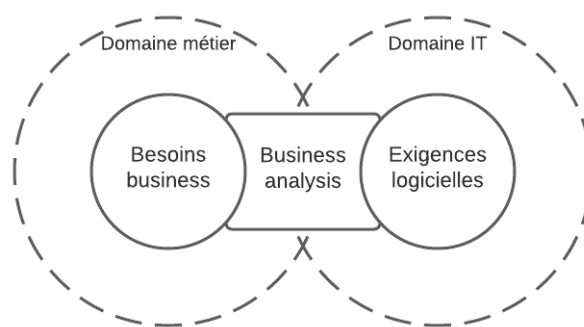 Domaine métier
Domaine IT
Besoins
business
Business
analysis
Exigences
logicielles